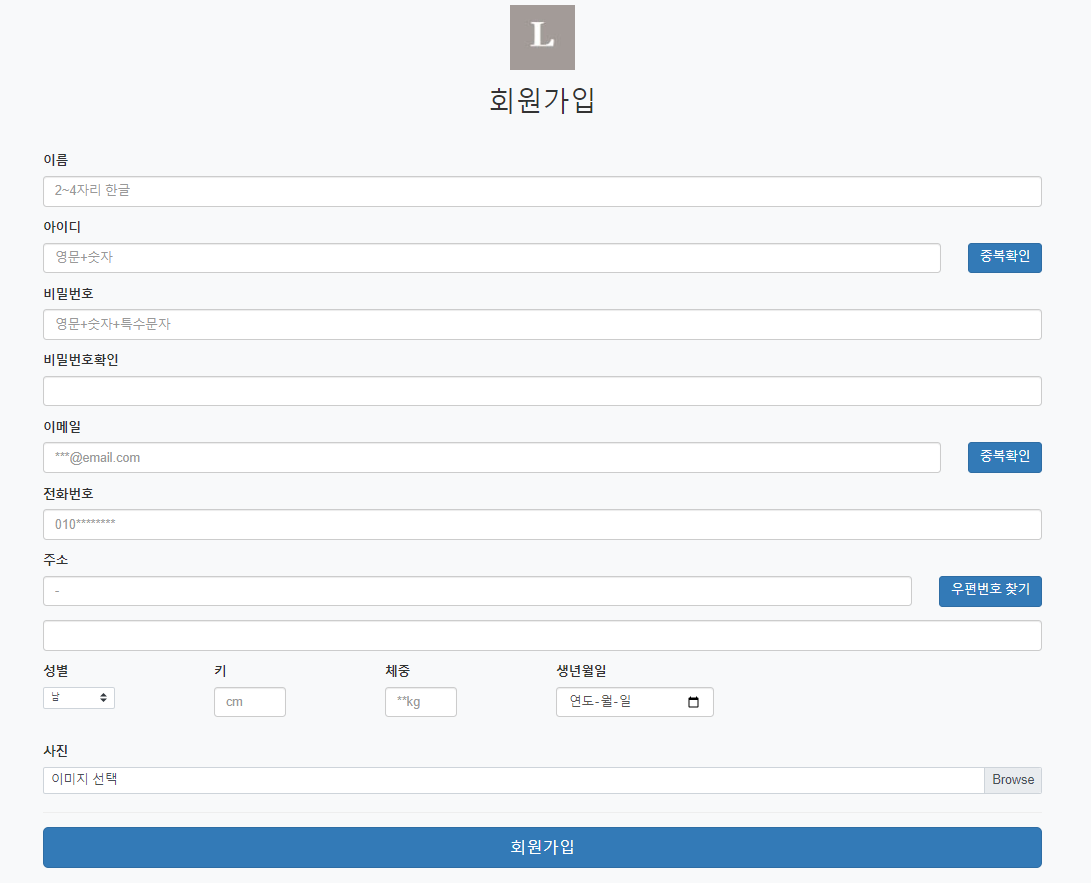 L
회원가입
이름
2~4자리 한글
아이디
영문+숫자
중복확인
비밀번호
영문+숫자+특수문자
비밀번호확인
이메일
***@email.com
중복확인
전화번호
010********
주소
-
우편번호 찾기
성별 키 체중 생년월일
남 cm **kg 연도-월-일
사진
이미지 선택 Browse
회원가입